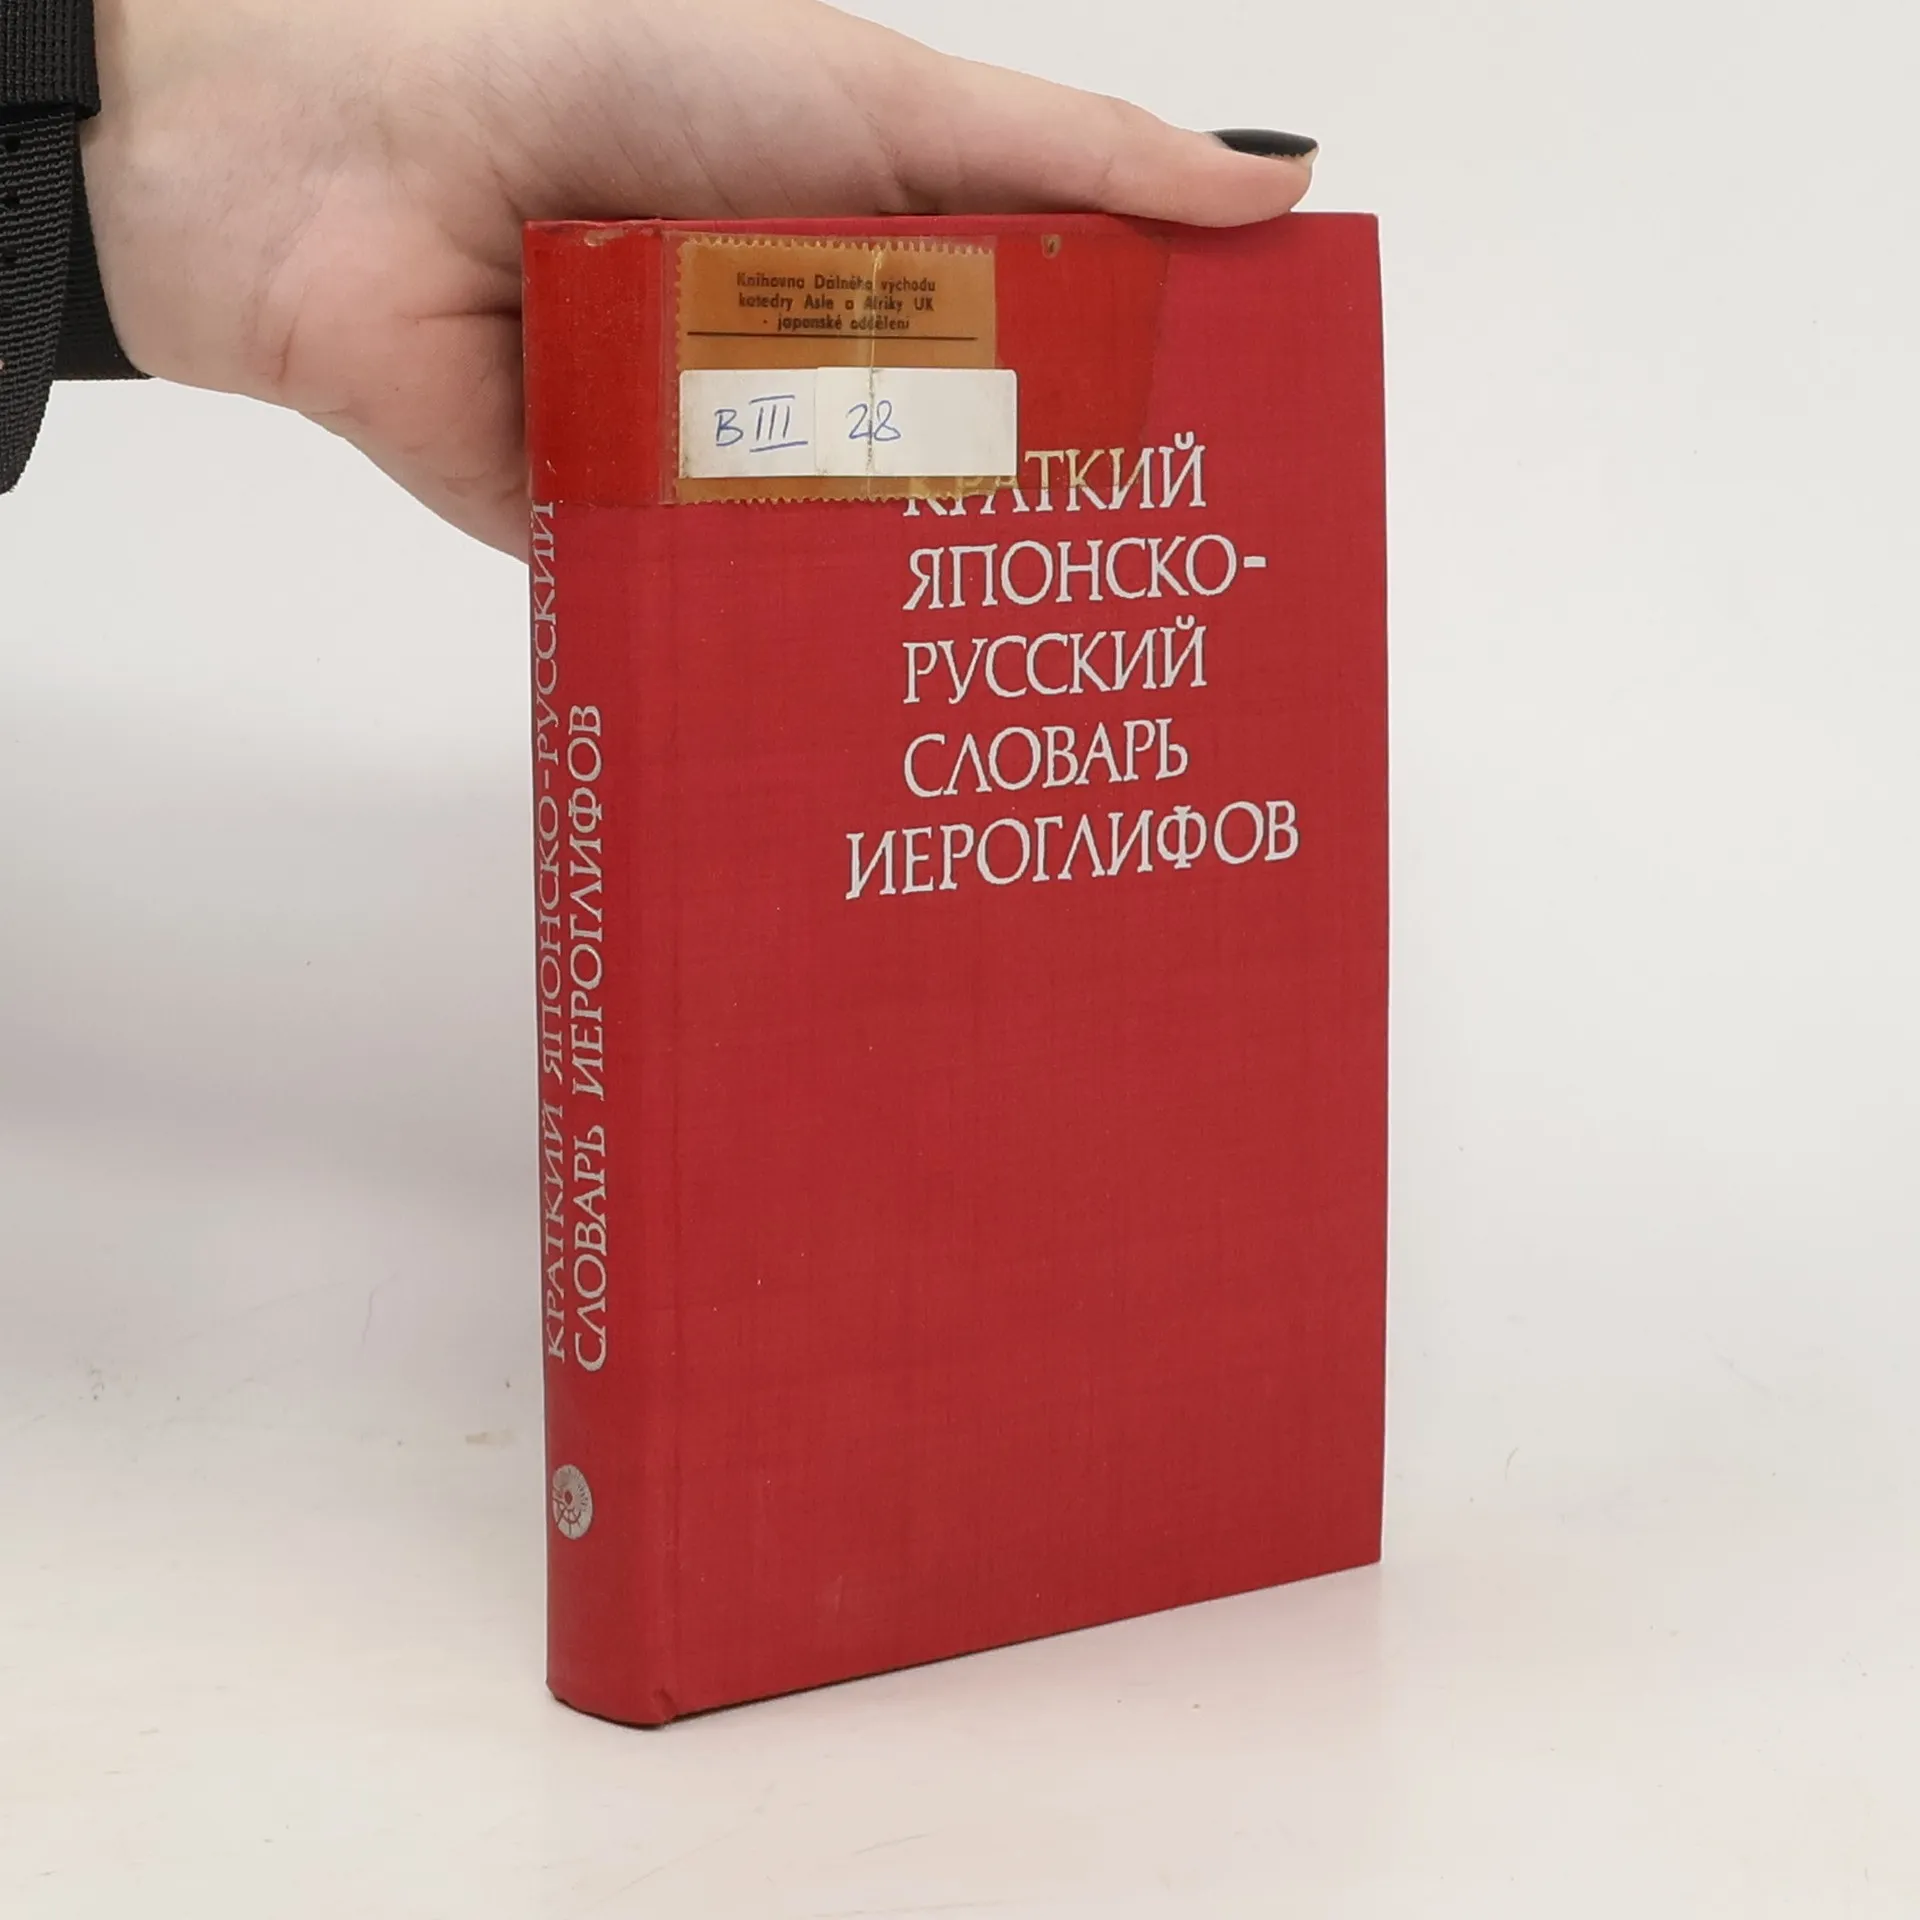 Knihovna Dálného východu
katedry Asie a Afriky UK
japonské oddělení
B III 28
КРАТКИЙ
ЯПОНСКО-
РУССКИЙ
СЛОВАРЬ
ИЕРОГЛИФОВ
КРАТКИЙ ЯПОНСКО-РУССКИЙ
СЛОВАРЬ ИЕРОГЛИФОВ